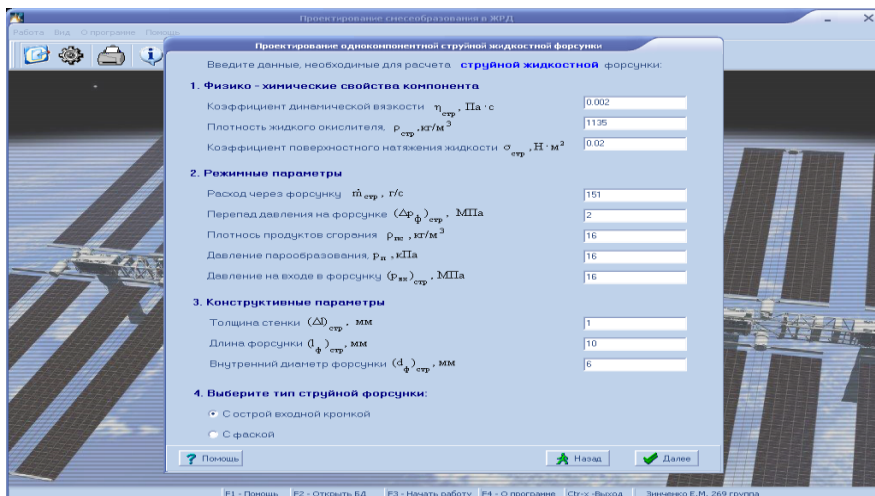 Проектирование смесеобразования в ЖРД
Работа Вид О програмне Помощь
Проектирование однокомпонентной струйной жидкостной форсунки
Введите данные, необходимые для расчета струйной жидкостной форсунки:
1. Физико - химические свойства компонента
Коэффициент динамической вязкости η стр, Па · с 0.002
Плотность жидкого окислителя, ρ стр, кг/м³ 1135
Коэффициент поверхностного натяжения жидкости σ стр, Н · м² 0.02
2. Режимные параметры
Расход через форсунку ṁ стр, г/с 151
Перепад давления на форсунке (Δp ф) стр, МПа 2
Плотнось продуктов сгорания ρ пс, кг/м³ 16
Давление парообразования, p п, кПа 16
Давление на входе в форсунку (p вх) стр, МПа 16
3. Конструктивные параметры
Толщина стенки (Δl) стр, мм 1
Длина форсунки (l ф) стр, мм 10
Внутренний диаметр форсунки (d ф) стр, мм 6
4. Выберите тип струйной форсунки:
С острой входной кромкой
С фаской
? Помощь Назад Далее
F1 - Помощь F2 - Открыть БД F3 - Начать работу F4 - О програмне Ctr-x -Выход Зинченко Е.М. 269 группа